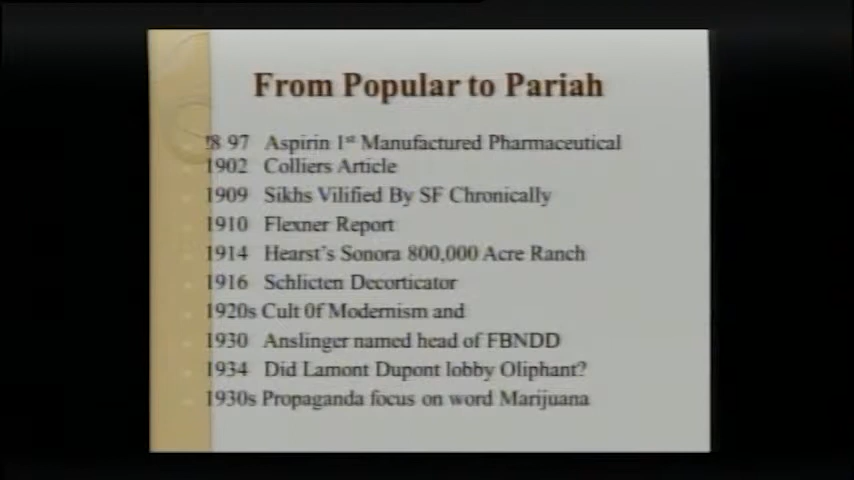 From Popular to Pariah
!8 97 Aspirin 1st Manufactured Pharmaceutical
1902 Colliers Article
1909 Sikhs Vilified By SF Chronically
1910 Flexner Report
1914 Hearst's Sonora 800,000 Acre Ranch
1916 Schlicten Decorticator
1920s Cult 0f Modernism and
1930 Anslinger named head of FBNDD
1934 Did Lamont Dupont lobby Oliphant?
1930s Propaganda focus on word Marijuana